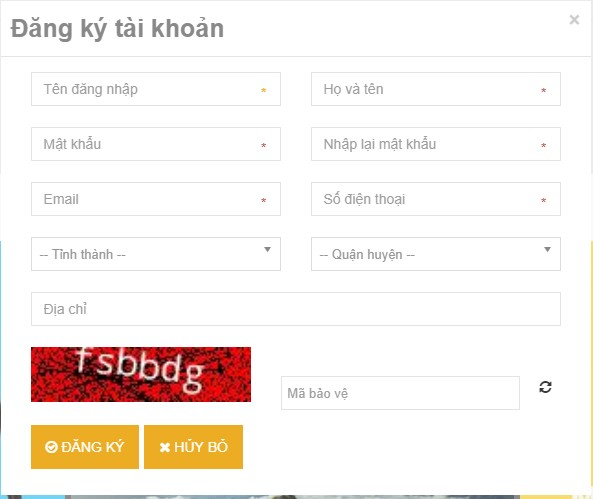 Đăng ký tài khoản
×
Tên đăng nhập *
Họ và tên *
Mật khẩu *
Nhập lại mật khẩu *
Email *
Số điện thoại *
-- Tỉnh thành --
-- Quận huyện --
Địa chỉ
fsbbdg
Mã bảo vệ
ĐĂNG KÝ
HỦY BỎ